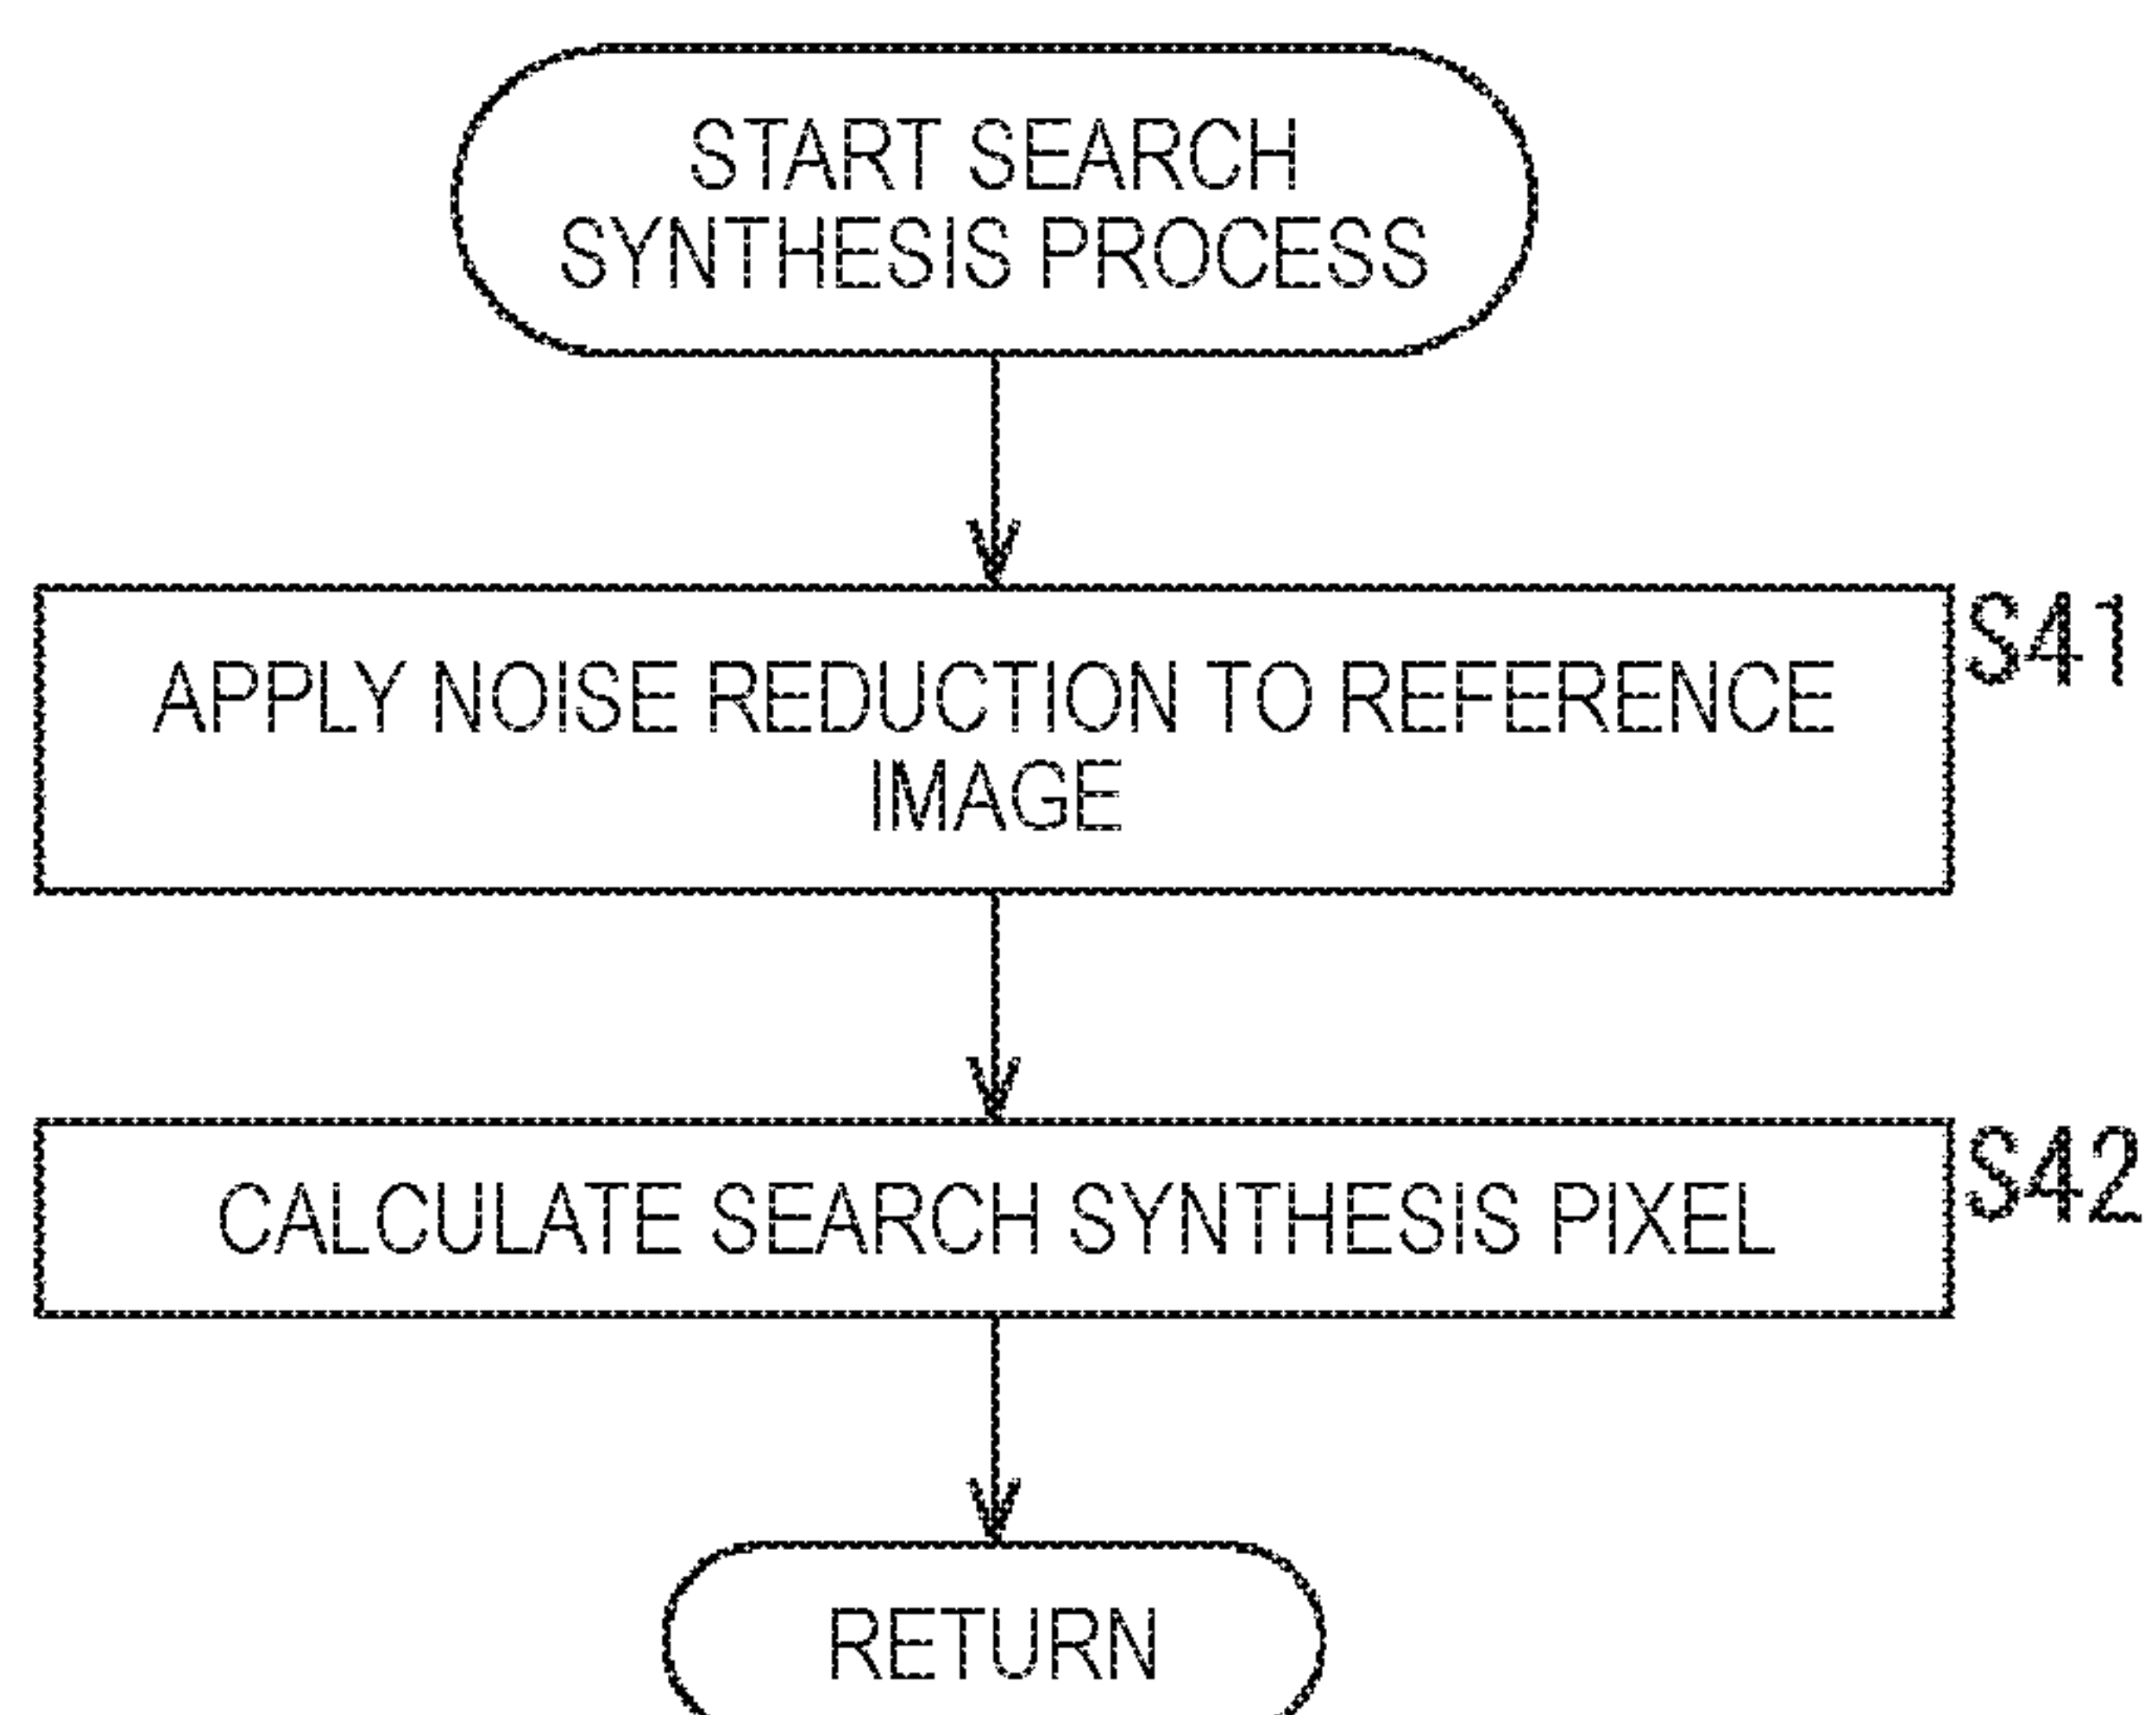 START SEARCH
SYNTHESIS PROCESS
S41
APPLY NOISE REDUCTION TO REFERENCE
IMAGE
S42
CALCULATE SEARCH SYNTHESIS PIXEL
RETURN